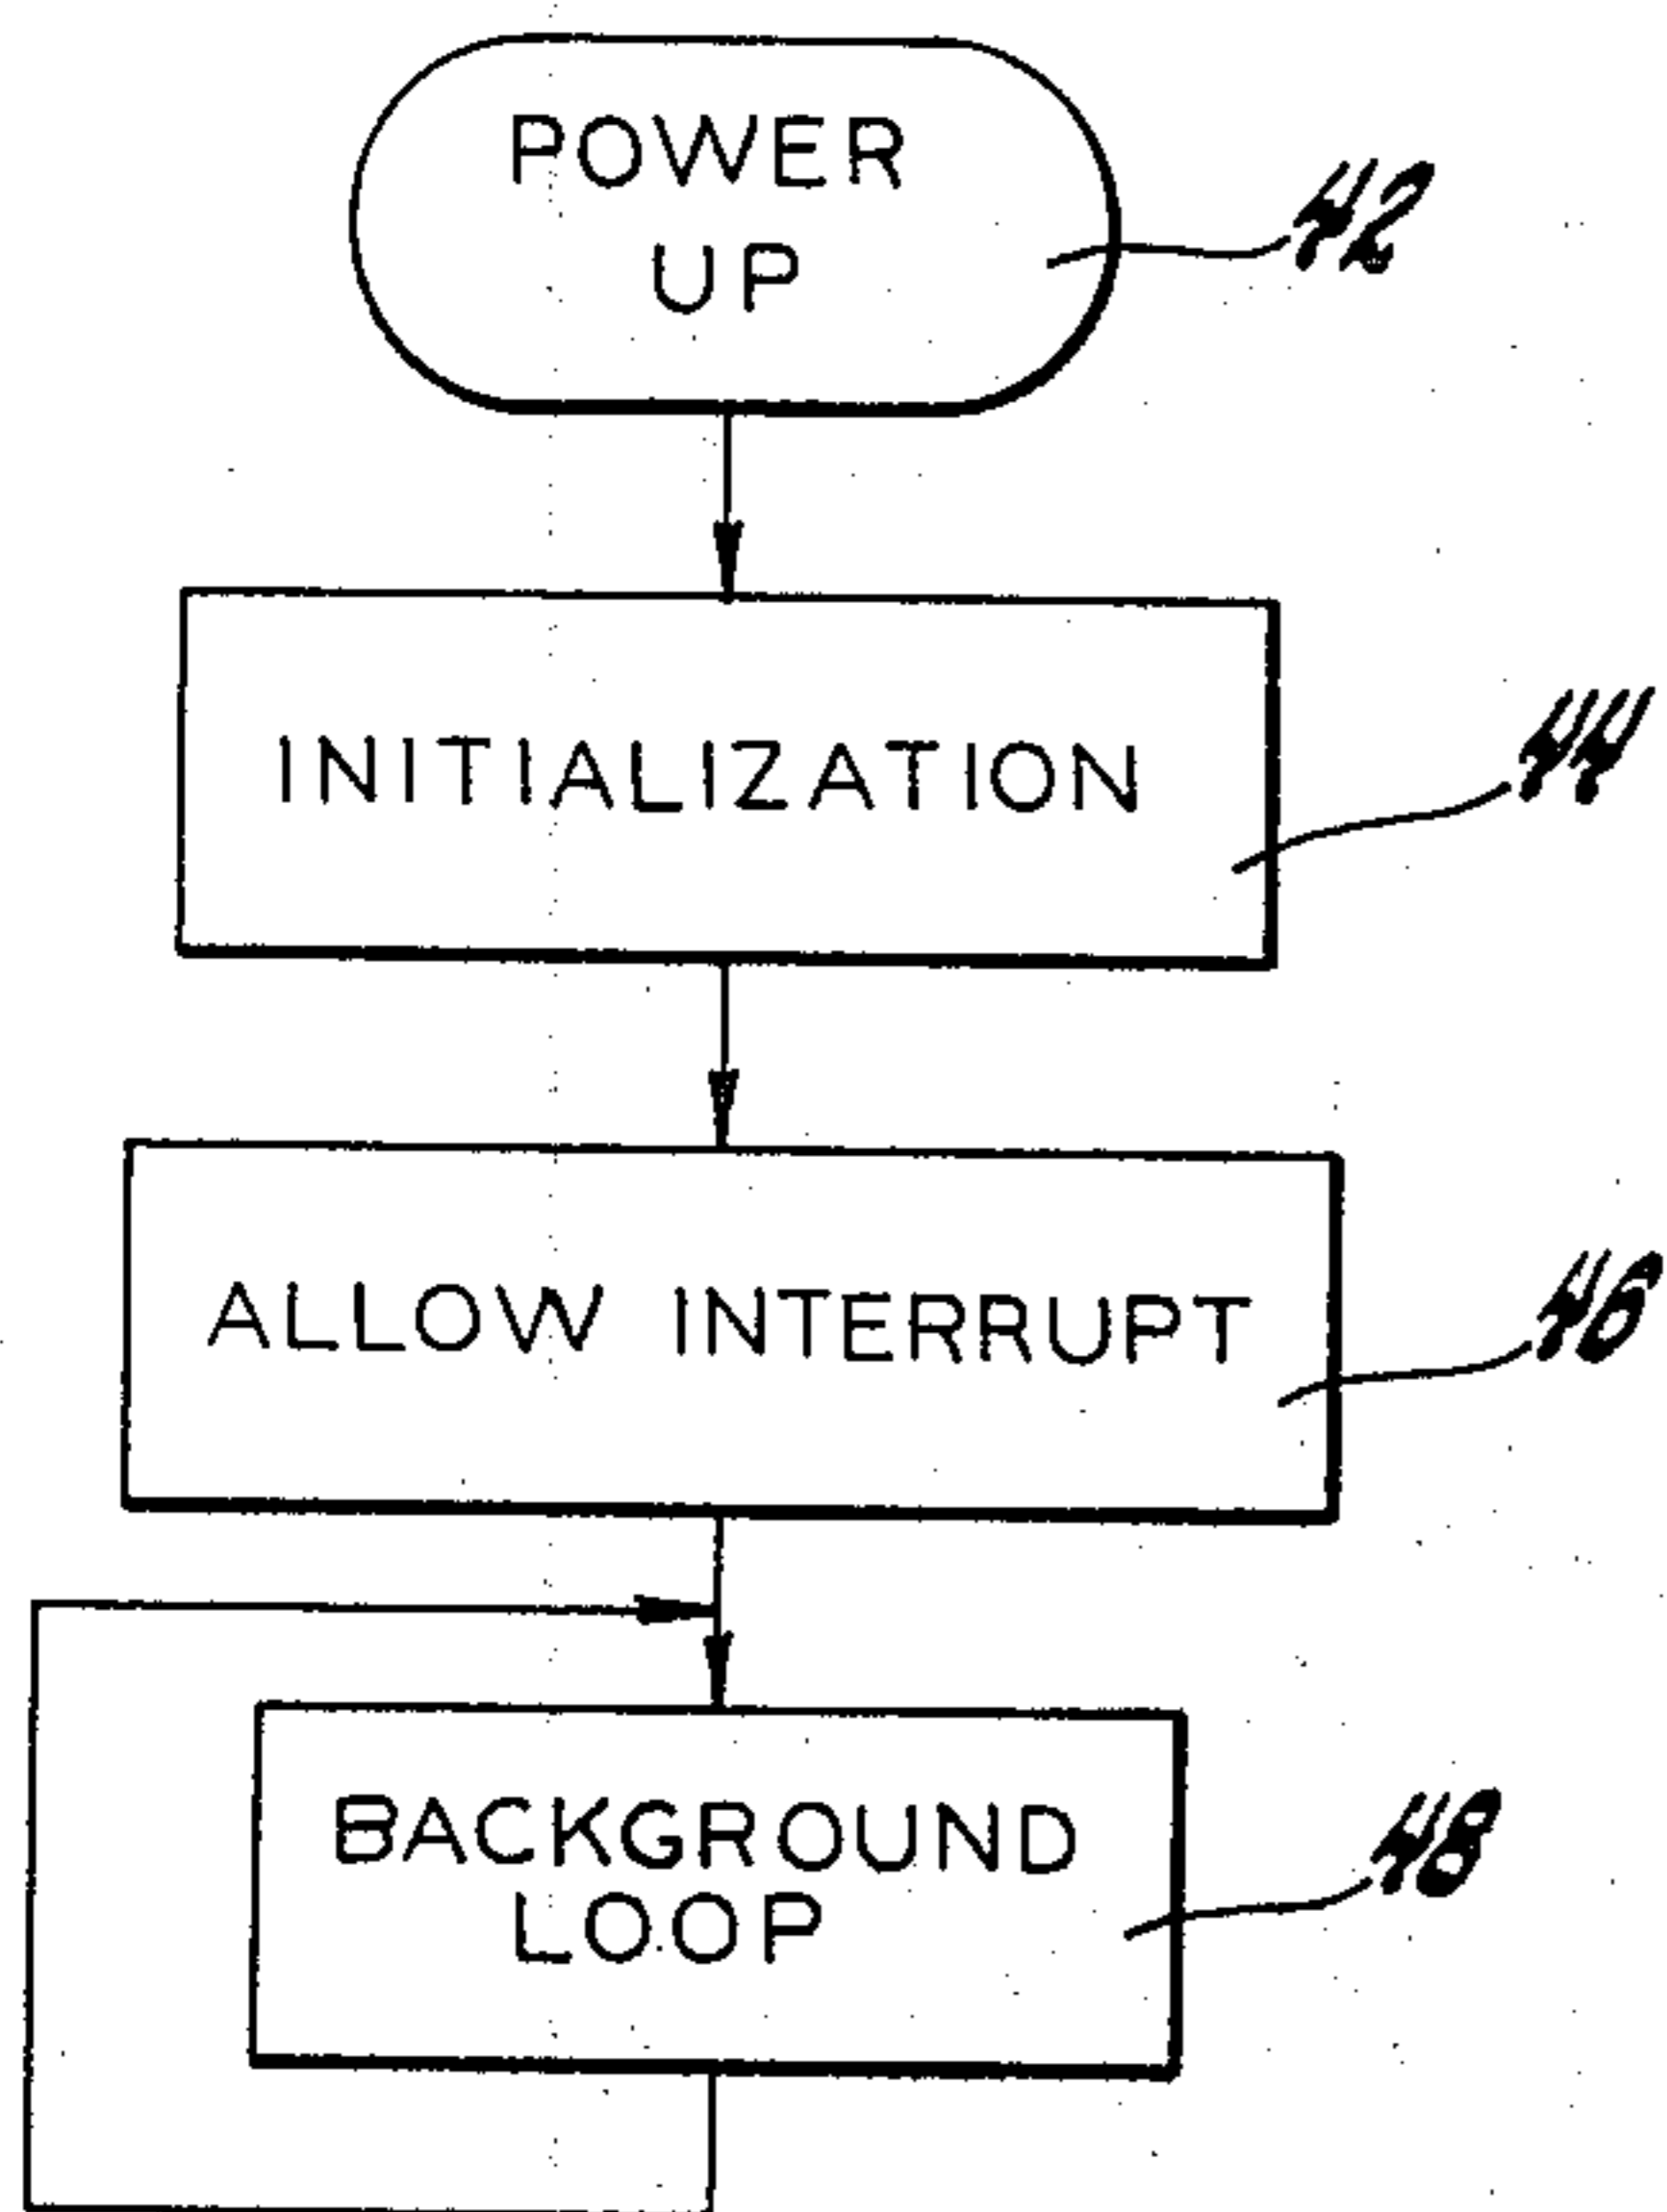 POWER
UP
42
INITIALIZATION
44
ALLOW INTERRUPT
46
BACKGROUND
LOOP
48